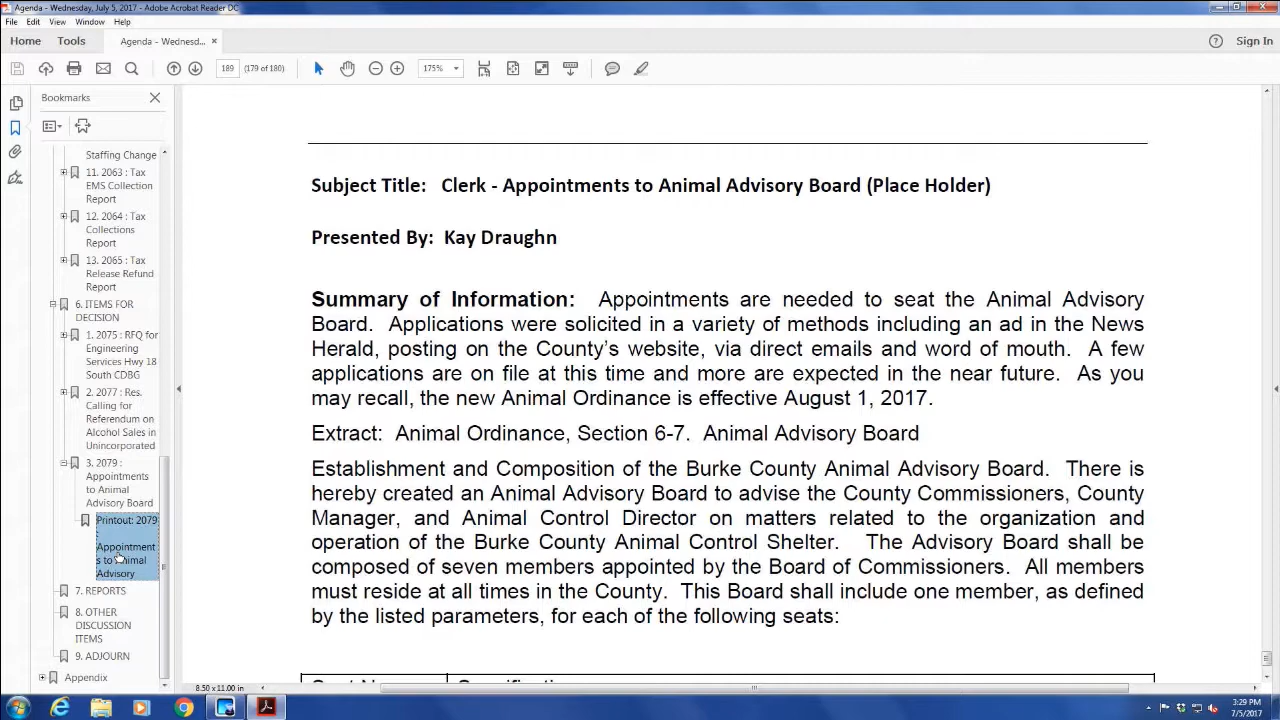 Agenda - Wednesday, July 5, 2017 - Adobe Acrobat Reader DC
File Edit View Window Help
Home Tools Agenda - Wednesd... ×
Sign In
189 (179 of 180) 175%
Bookmarks
Staffing Change
11. 2063 : Tax
EMS Collection
Report
12. 2064 : Tax
Collections
Report
13. 2065 : Tax
Release Refund
Report
6. ITEMS FOR
DECISION
1. 2075 : RFQ for
Engineering
Services Hwy 18
South CDBG
2. 2077 : Res.
Calling for
Referendum on
Alcohol Sales in
Unincorporated
3. 2079 :
Appointments
to Animal
Advisory Board
Printout: 2079
:
Appointment
s to Animal
Advisory
7. REPORTS
8. OTHER
DISCUSSION
ITEMS
9. ADJOURN
Appendix
Subject Title: Clerk - Appointments to Animal Advisory Board (Place Holder)
Presented By: Kay Draughn
Summary of Information: Appointments are needed to seat the Animal Advisory
Board. Applications were solicited in a variety of methods including an ad in the News
Herald, posting on the County's website, via direct emails and word of mouth. A few
applications are on file at this time and more are expected in the near future. As you
may recall, the new Animal Ordinance is effective August 1, 2017.
Extract: Animal Ordinance, Section 6-7. Animal Advisory Board
Establishment and Composition of the Burke County Animal Advisory Board. There is
hereby created an Animal Advisory Board to advise the County Commissioners, County
Manager, and Animal Control Director on matters related to the organization and
operation of the Burke County Animal Control Shelter. The Advisory Board shall be
composed of seven members appointed by the Board of Commissioners. All members
must reside at all times in the County. This Board shall include one member, as defined
by the listed parameters, for each of the following seats:
8.50 x 11.00 in
3:29 PM
7/5/2017